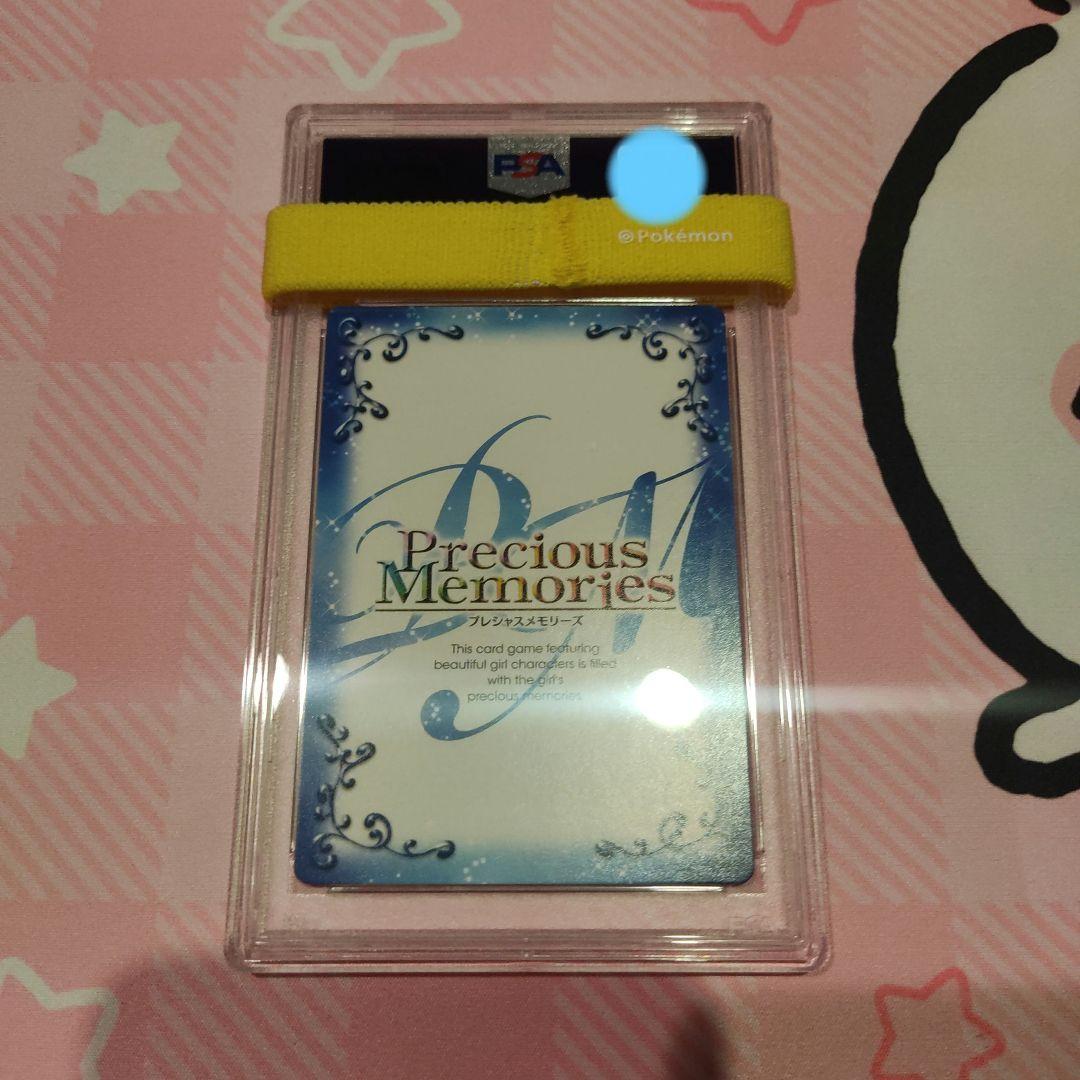 PSA
©Pokémon
Precious
Memories
プレシャスメモリーズ
This card game featuring
beautiful girl characters is filled
with the girl's
precious memories.